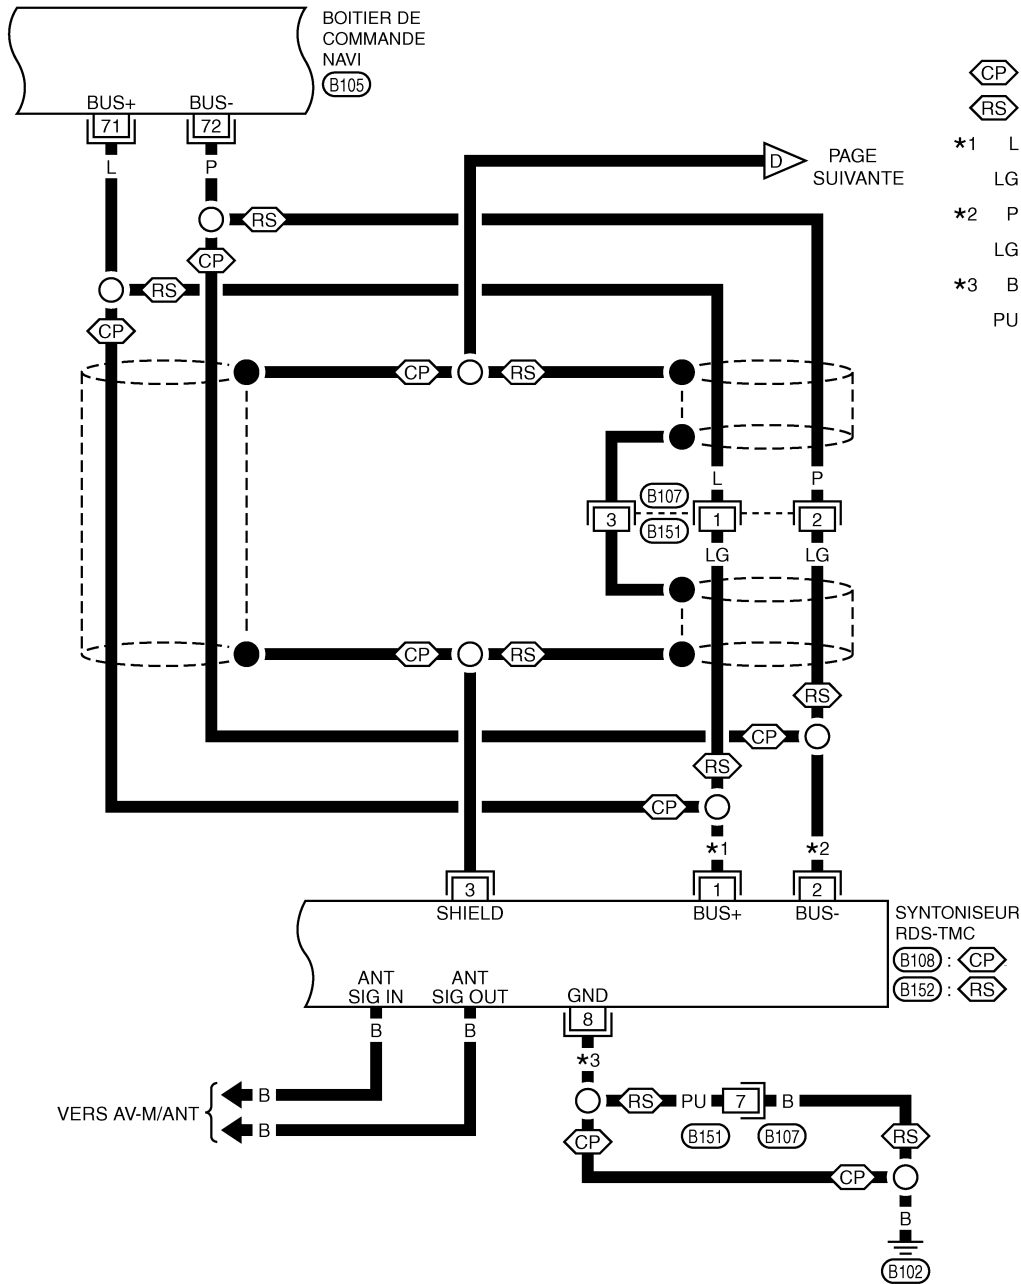 BOITIER DE
COMMANDE
NAVI
B105
BUS+ BUS-
71 72
L P
CP
RS
*1 L
LG
*2 P
LG
*3 B
PU
D PAGE
SUIVANTE
RS
CP
RS
CP
CP RS
L P
B107
3 1 2
B151
LG LG
CP RS
RS
CP
RS
CP
*1 *2
3 1 2
SHIELD BUS+ BUS-
SYNTONISEUR
RDS-TMC
B108 : CP
B152 : RS
ANT
SIG IN
ANT
SIG OUT
GND
8
B B
*3
VERS AV-M/ANT
B
B
RS PU 7 B
B151 B107
CP RS
CP
B
B102